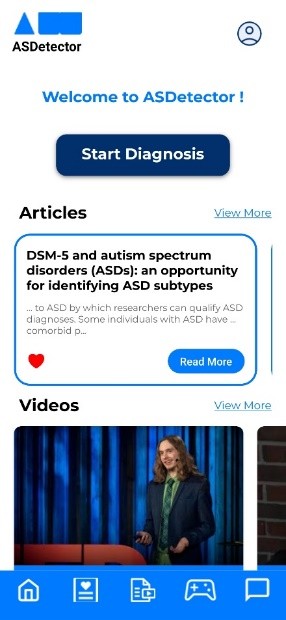 ASDetector
Welcome to ASDetector !
Start Diagnosis
Articles
View More
DSM-5 and autism spectrum
disorders (ASDs): an opportunity
for identifying ASD subtypes
... to ASD by which researchers can qualify ASD
diagnoses. Some individuals with ASD have ...
comorbid p...
Read More
Videos
View More